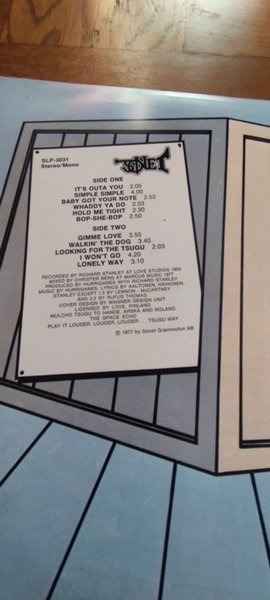 SLP-3031
Stereo/Mono
SONET
SIDE ONE
IT'S OUTA YOU 2.05
SIMPLE SIMPLE 4.00
BABY GOT YOUR NOTE 2.52
WHADDY YA DO 2.53
HOLD ME TIGHT 2.30
BOP-SHE-BOP 2.50
SIDE TWO
GIMME LOVE 3.55
WALKIN' THE DOG 3.40
LOOKING FOR THE TSUGU 2.03
I WON'T GO 4.20
LONELY WAY 3.10
RECORDED BY RICHARD STANLEY AT LOVE STUDIOS
MIXED BY CHRISTER BERG AT MARCUS MUSIC 1977
PRODUCED BY HURRIGANES WITH RICHARD STANLEY
MUSIC BY HURRIGANES, LYRICS BY AALTONEN, HÄKKINEN,
STANLEY EXCEPT 1.5 BY LENNON - McCARTNEY
AND 2.2 BY RUFUS THOMAS
COVER DESIGN BY WAGNER DESIGN UNIT
LICENSED BY LOVE, FINLAND
MULCHO TSUGU TO HANDE, ARSKA AND ROLAND
THE SPACE ECHO
PLAY IT LOUDER, LOUDER, LOUDER . . . TSUGU WAY
Ⓟ 1977 by Sonet Grammofon AB